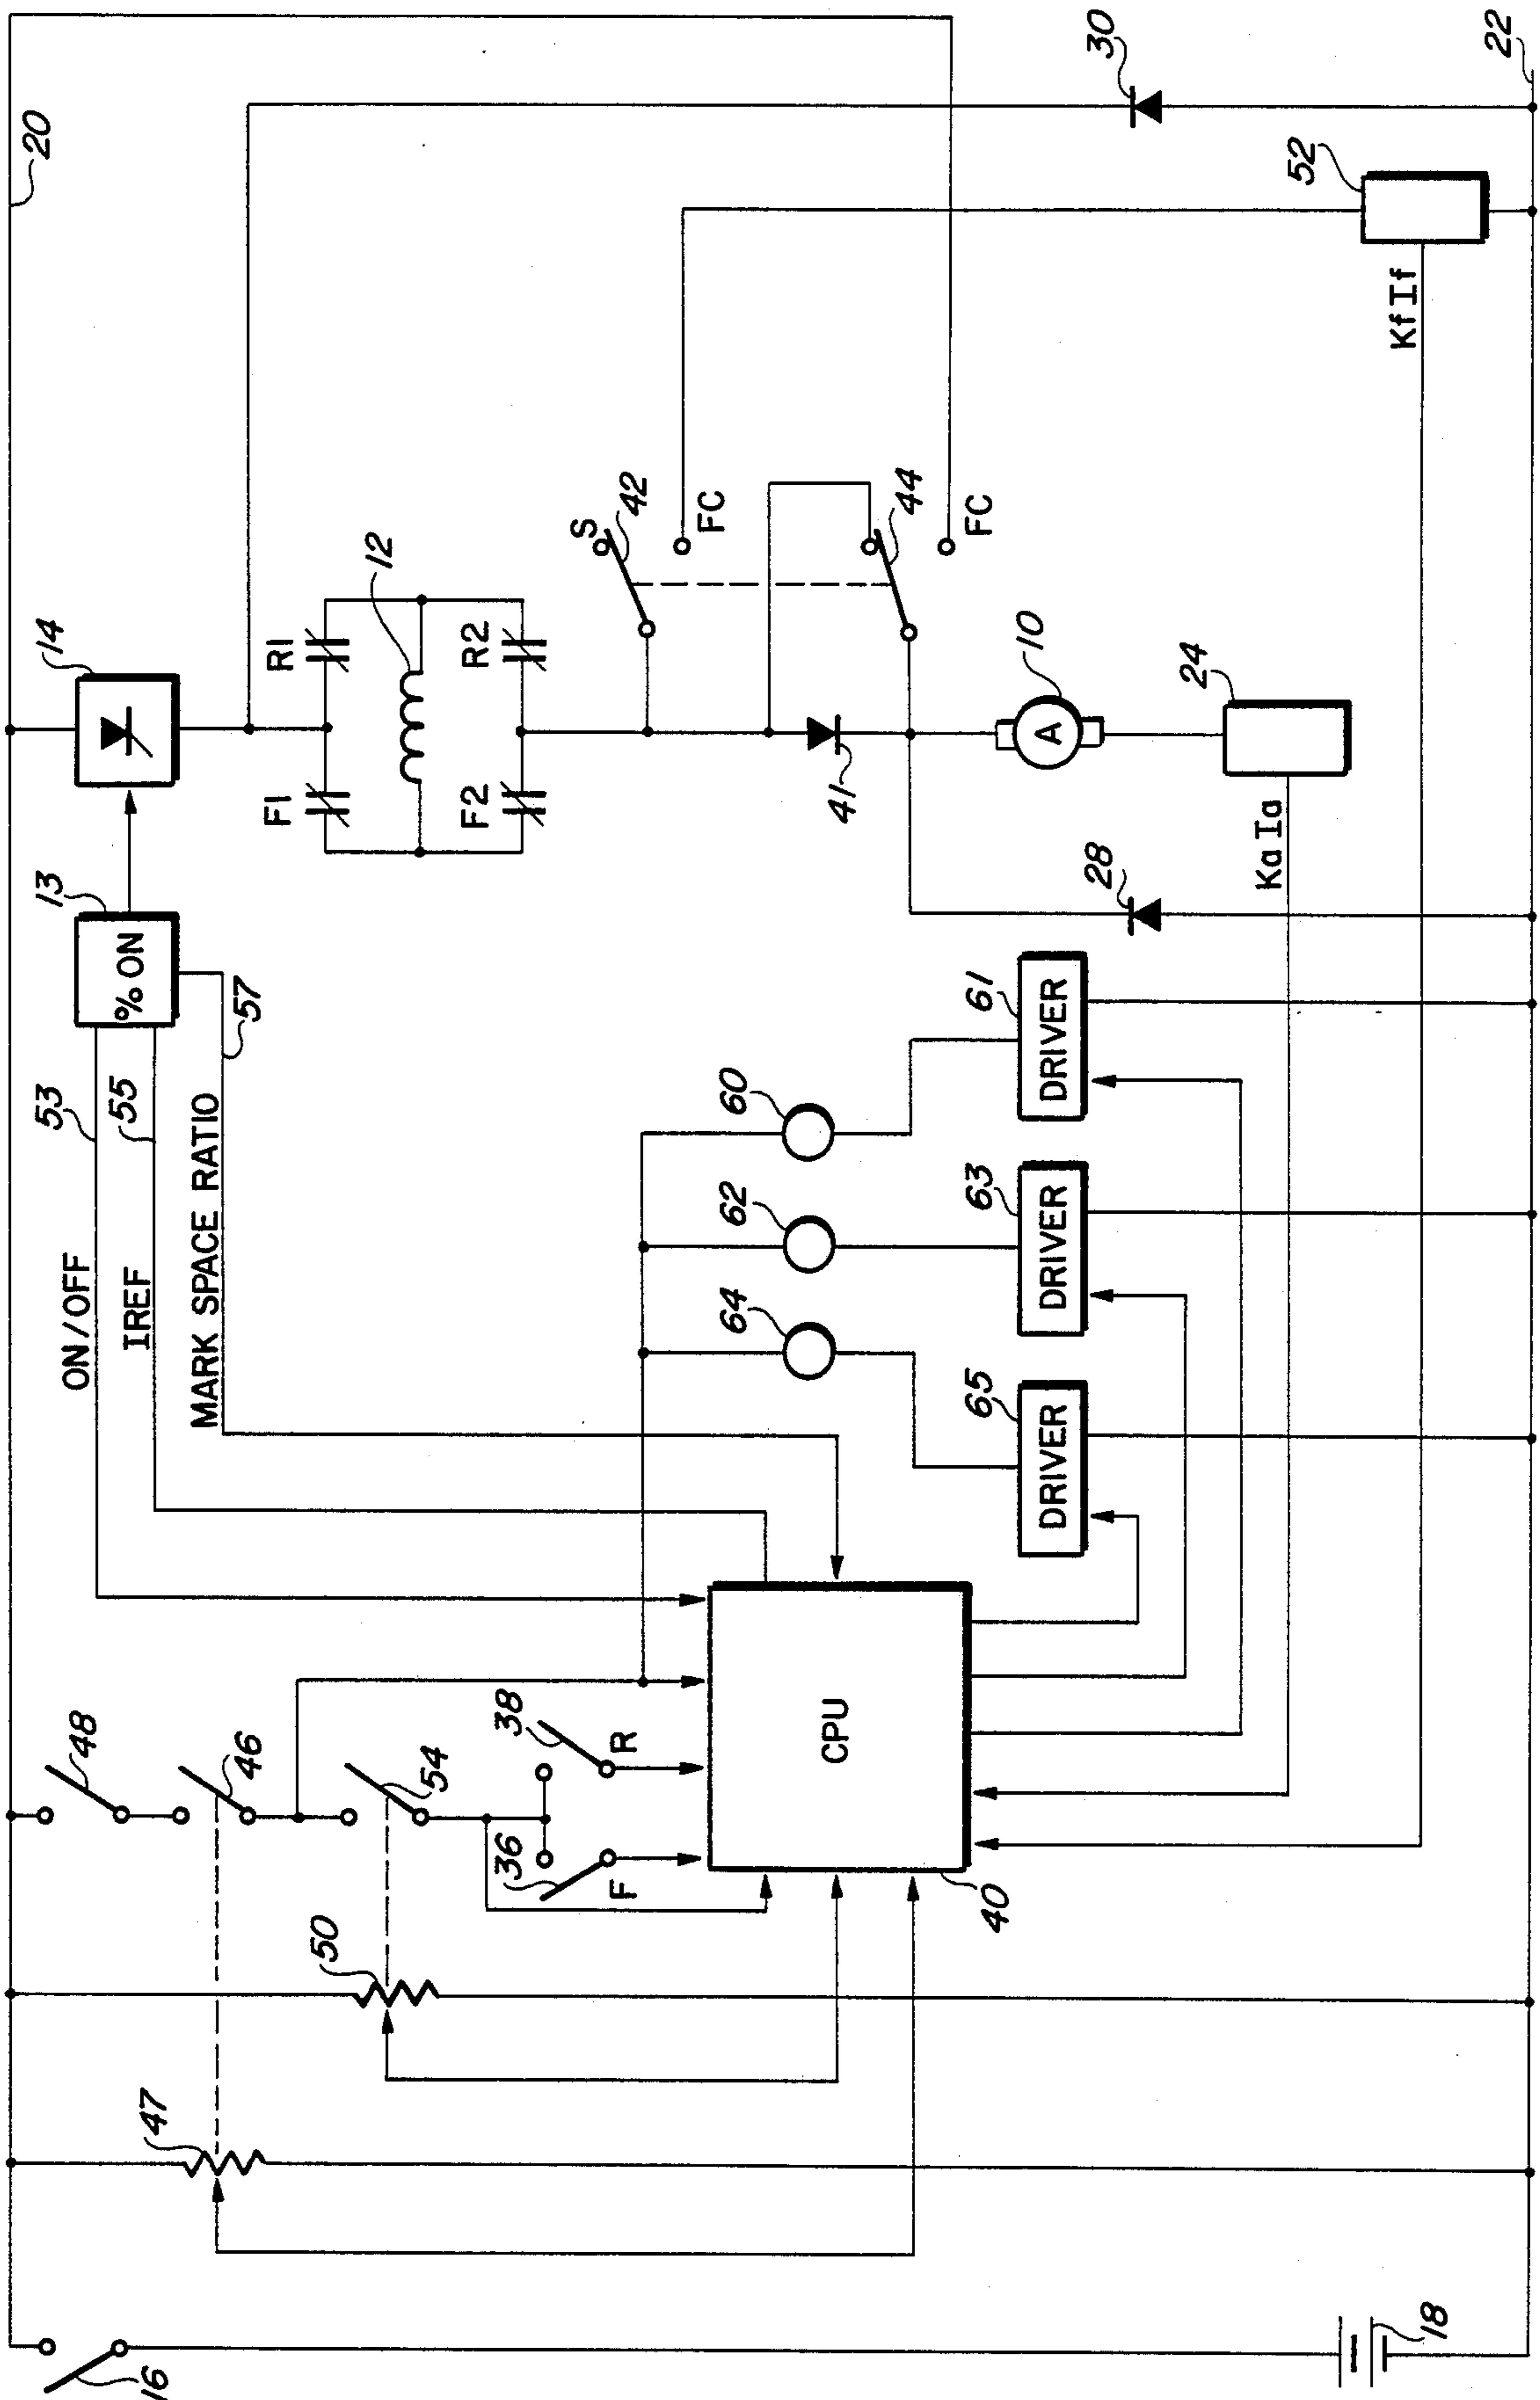 20
14
13
% ON
53
ON/OFF
55
IREF
57
MARK SPACE RATIO
48
46
54
38
R
36
F
50
47
16
R1
F1
12
R2
F2
S
42
FC
44
FC
41
10
A
24
KaIa
28
30
52
KfIf
22
60
62
64
61
DRIVER
63
DRIVER
65
DRIVER
CPU
40
18